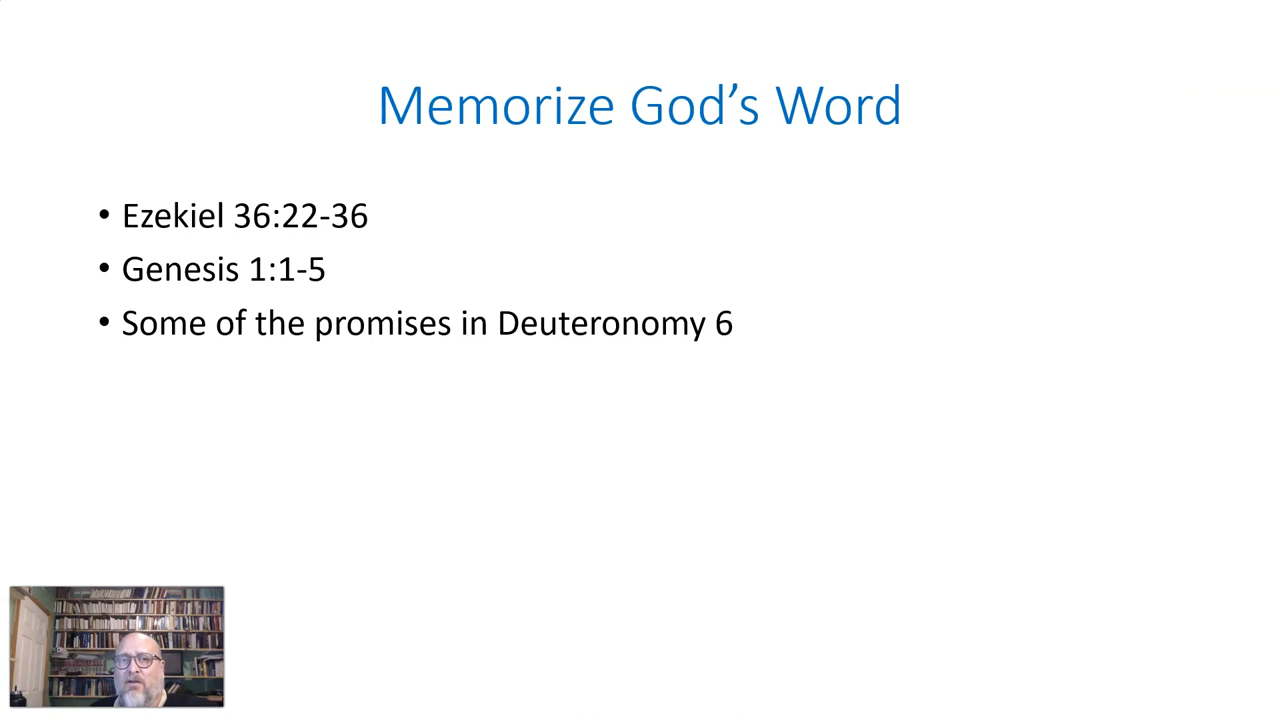 Memorize God’s Word
• Ezekiel 36:22-36
• Genesis 1:1-5
• Some of the promises in Deuteronomy 6